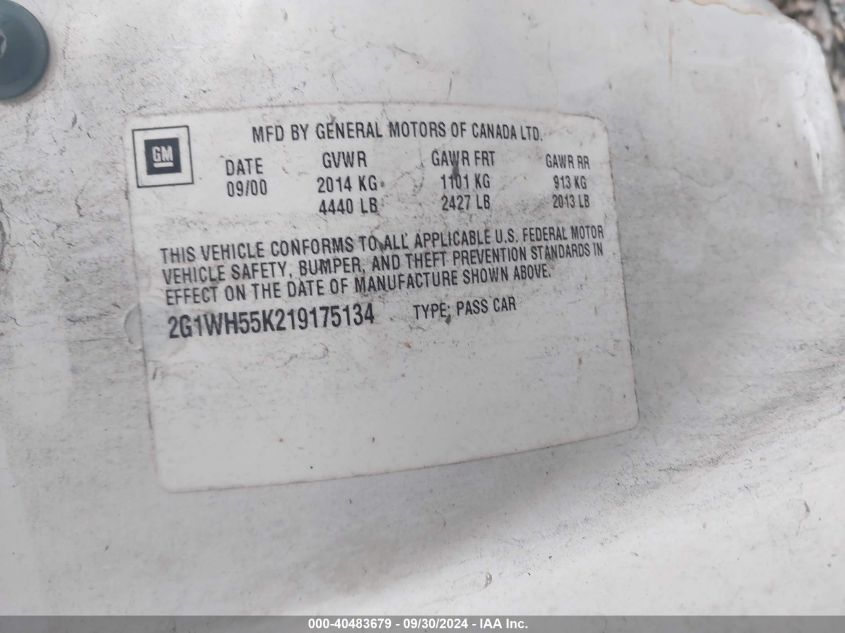 MFD BY GENERAL MOTORS OF CANADA LTD.
GM
DATE GVWR GAWR FRT GAWR RR
09/00 2014 KG 1101 KG 913 KG
4440 LB 2427 LB 2013 LB
THIS VEHICLE CONFORMS TO ALL APPLICABLE U.S. FEDERAL MOTOR
VEHICLE SAFETY, BUMPER, AND THEFT PREVENTION STANDARDS IN
EFFECT ON THE DATE OF MANUFACTURE SHOWN ABOVE.
2G1WH55K219175134 TYPE: PASS CAR
000-40483679 - 09/30/2024 - IAA Inc.